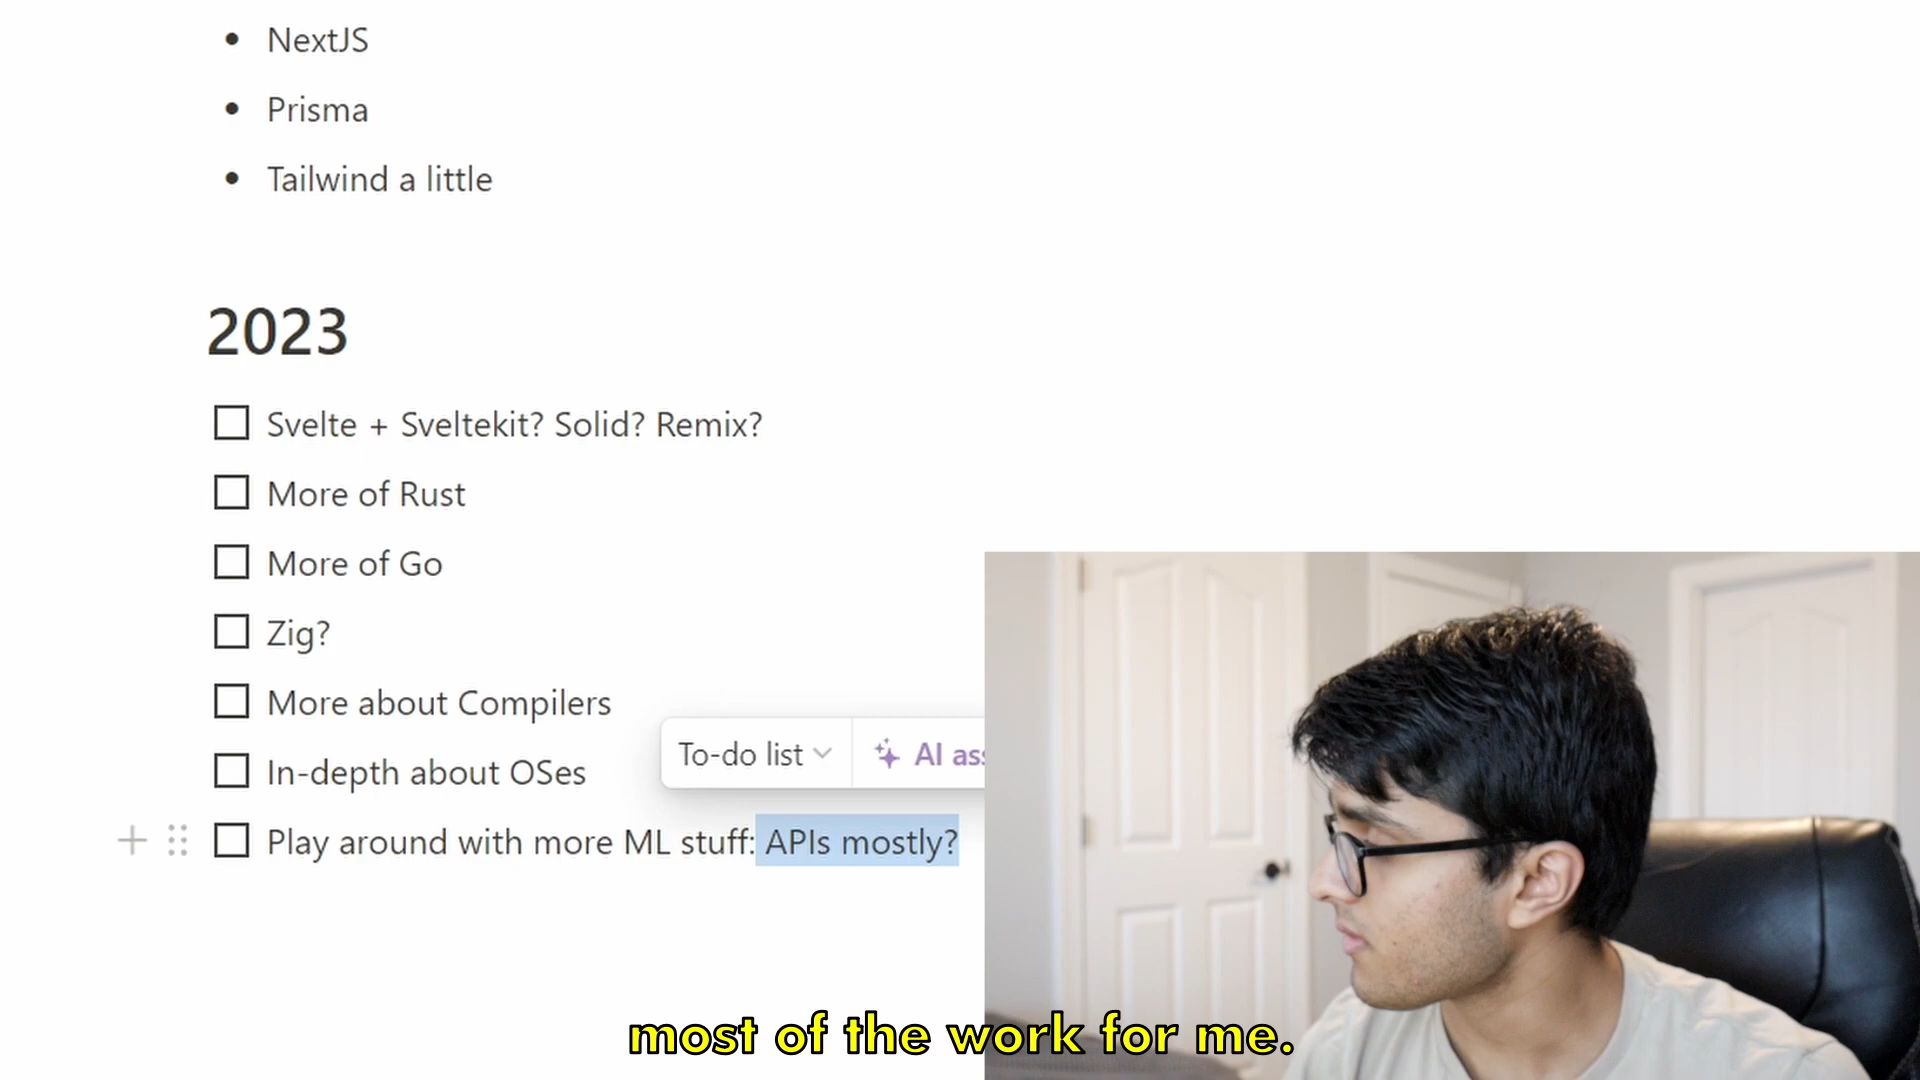 NextJS
Prisma
Tailwind a little
2023
Svelte + Sveltekit? Solid? Remix?
More of Rust
More of Go
Zig?
More about Compilers
To-do list
AI
In-depth about OSes
Play around with more ML stuff: APIs mostly?
most of the work for me.